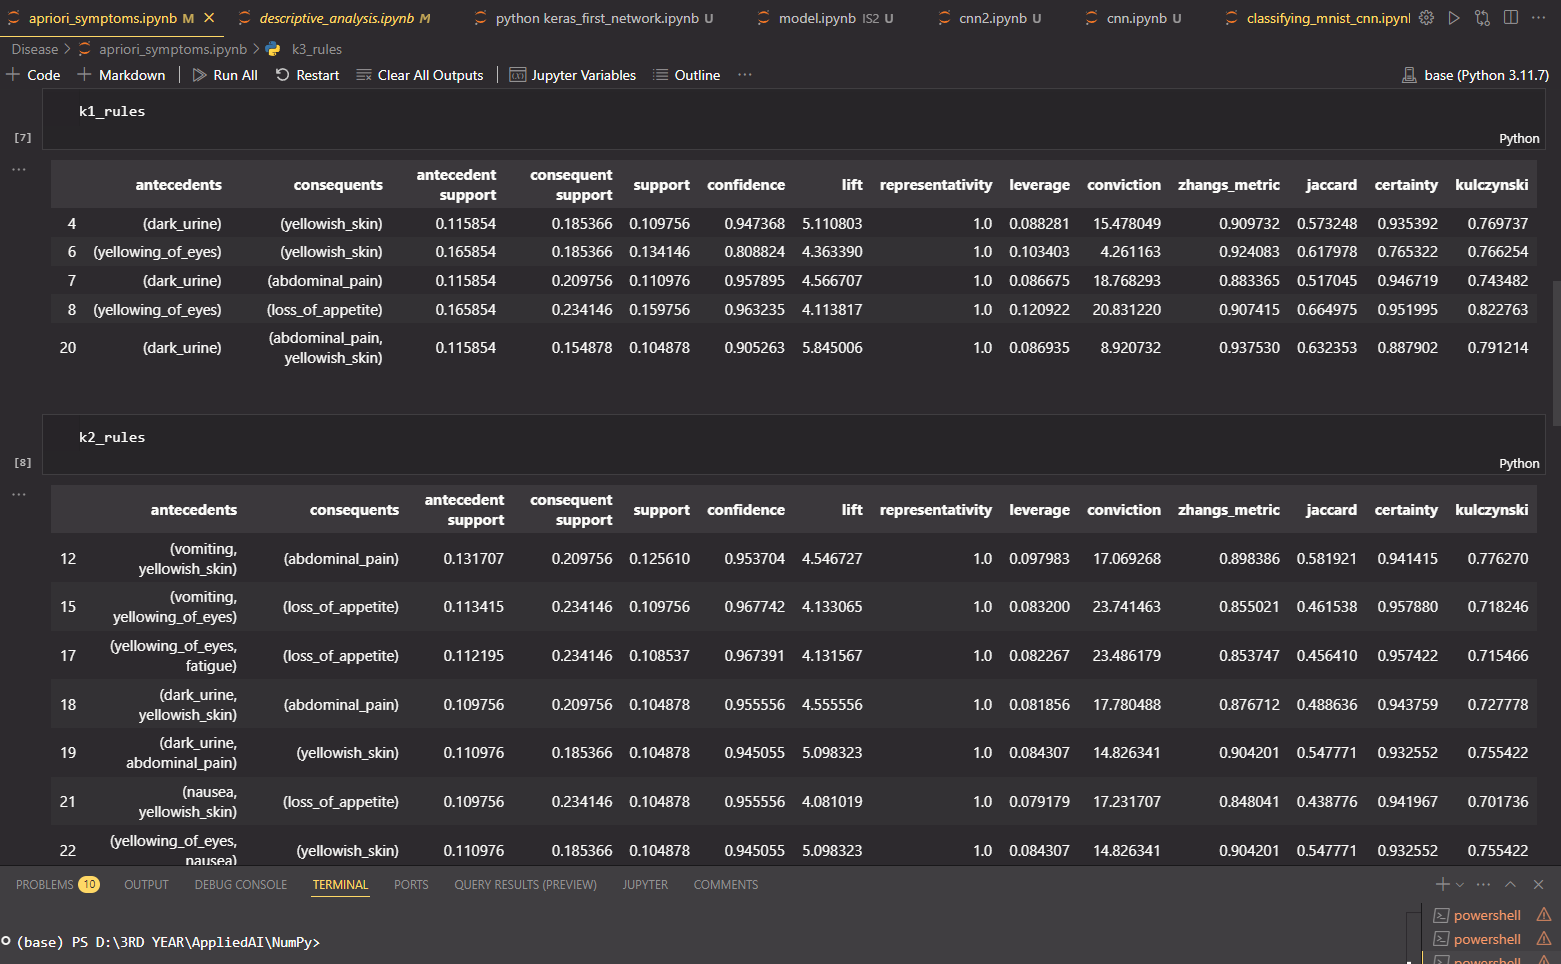 apriori_symptoms.ipynb M
descriptive_analysis.ipynb M
python keras_first_network.ipynb U
model.ipynb IS2 U
cnn2.ipynb U
cnn.ipynb U
classifying_mnist_cnn.ipynl
Disease > apriori_symptoms.ipynb > k3_rules
+ Code + Markdown Run All Restart Clear All Outputs Jupyter Variables Outline ... base (Python 3.11.7)
k1_rules
[7]
Python
...
antecedents consequents antecedent support consequent support support confidence lift representativity leverage conviction zhangs_metric jaccard certainty kulczynski
4 (dark_urine) (yellowish_skin) 0.115854 0.185366 0.109756 0.947368 5.110803 1.0 0.088281 15.478049 0.909732 0.573248 0.935392 0.769737
6 (yellowing_of_eyes) (yellowish_skin) 0.165854 0.185366 0.134146 0.808824 4.363390 1.0 0.103403 4.261163 0.924083 0.617978 0.765322 0.766254
7 (dark_urine) (abdominal_pain) 0.115854 0.209756 0.110976 0.957895 4.566707 1.0 0.086675 18.768293 0.883365 0.517045 0.946719 0.743482
8 (yellowing_of_eyes) (loss_of_appetite) 0.165854 0.234146 0.159756 0.963235 4.113817 1.0 0.120922 20.831220 0.907415 0.664975 0.951995 0.822763
20 (dark_urine) (abdominal_pain, yellowish_skin) 0.115854 0.154878 0.104878 0.905263 5.845006 1.0 0.086935 8.920732 0.937530 0.632353 0.887902 0.791214
k2_rules
[8]
Python
...
antecedents consequents antecedent support consequent support support confidence lift representativity leverage conviction zhangs_metric jaccard certainty kulczynski
12 (vomiting, yellowish_skin) (abdominal_pain) 0.131707 0.209756 0.125610 0.953704 4.546727 1.0 0.097983 17.069268 0.898386 0.581921 0.941415 0.776270
15 (vomiting, yellowing_of_eyes) (loss_of_appetite) 0.113415 0.234146 0.109756 0.967742 4.133065 1.0 0.083200 23.741463 0.855021 0.461538 0.957880 0.718246
17 (yellowing_of_eyes, fatigue) (loss_of_appetite) 0.112195 0.234146 0.108537 0.967391 4.131567 1.0 0.082267 23.486179 0.853747 0.456410 0.957422 0.715466
18 (dark_urine, yellowish_skin) (abdominal_pain) 0.109756 0.209756 0.104878 0.955556 4.555556 1.0 0.081856 17.780488 0.876712 0.488636 0.943759 0.727778
19 (dark_urine, abdominal_pain) (yellowish_skin) 0.110976 0.185366 0.104878 0.945055 5.098323 1.0 0.084307 14.826341 0.904201 0.547771 0.932552 0.755422
21 (nausea, yellowish_skin) (loss_of_appetite) 0.109756 0.234146 0.104878 0.955556 4.081019 1.0 0.079179 17.231707 0.848041 0.438776 0.941967 0.701736
22 (yellowing_of_eyes, nausea) (yellowish_skin) 0.110976 0.185366 0.104878 0.945055 5.098323 1.0 0.084307 14.826341 0.904201 0.547771 0.932552 0.755422
PROBLEMS 10 OUTPUT DEBUG CONSOLE TERMINAL PORTS QUERY RESULTS (PREVIEW) JUPYTER COMMENTS
(base) PS D:\3RD YEAR\AppliedAI\NumPy>
powershell
powershell
powershell